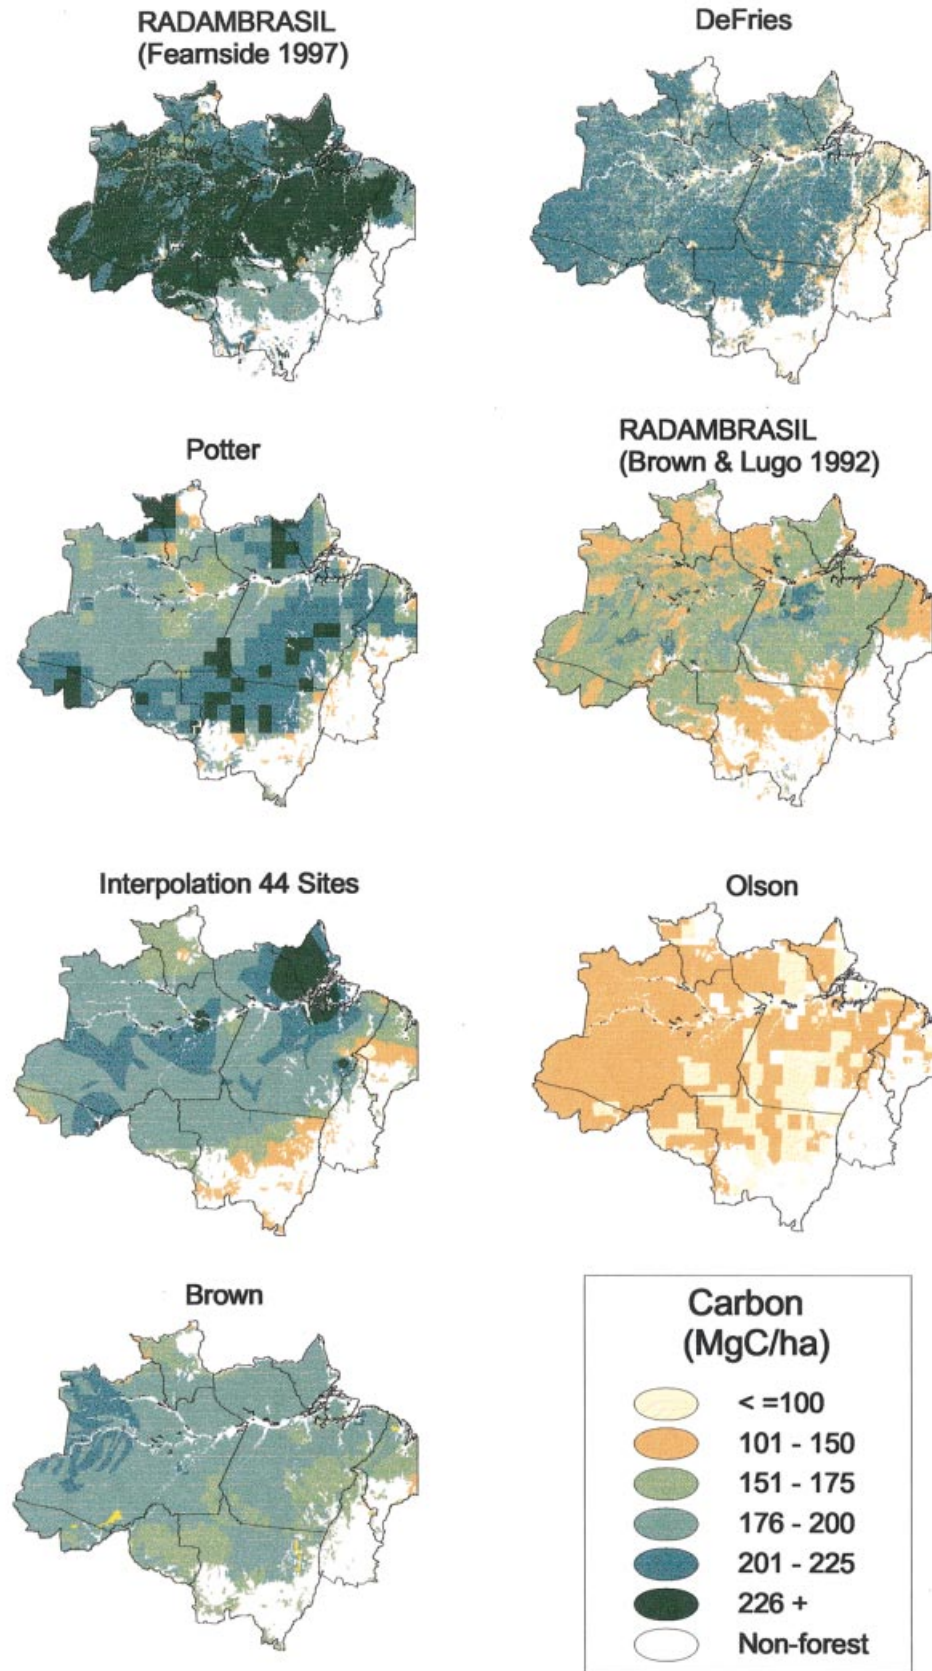 RADAMBRASIL
(Fearnside 1997)
DeFries
Potter
RADAMBRASIL
(Brown & Lugo 1992)
Interpolation 44 Sites
Olson
Brown
Carbon
(MgC/ha)
< =100
101 - 150
151 - 175
176 - 200
201 - 225
226 +
Non-forest